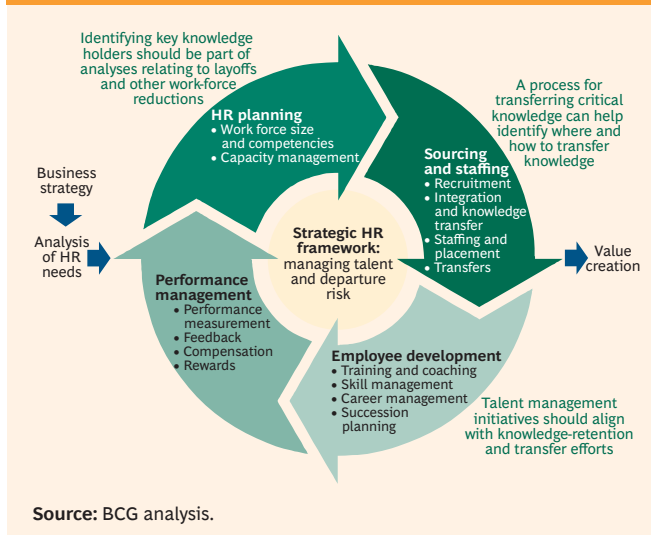 Identifying key knowledge
holders should be part of
analyses relating to layoffs
and other work-force
reductions
HR planning
• Work force size
and competencies
• Capacity management
A process for
transferring critical
knowledge can help
identify where and
how to transfer
knowledge
Sourcing
and staffing
• Recruitment
• Integration
and knowledge
transfer
• Staffing and
placement
• Transfers
Business
strategy
Analysis
of HR
needs
Strategic HR
framework:
managing talent
and departure
risk
Value
creation
Performance
management
• Performance
measurement
• Feedback
• Compensation
• Rewards
Employee development
• Training and coaching
• Skill management
• Career management
• Succession
planning
Talent management
initiatives should align
with knowledge-retention
and transfer efforts
Source: BCG analysis.